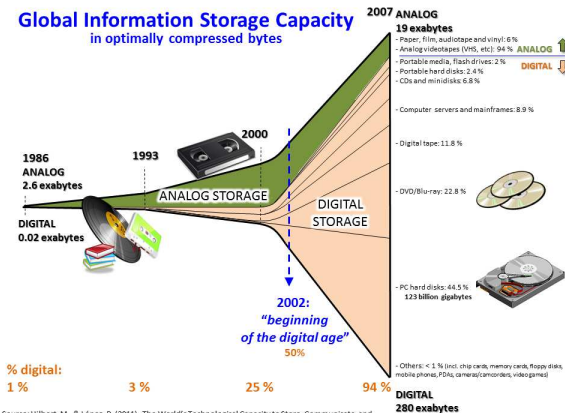 Global Information Storage Capacity
in optimally compressed bytes
2007 ANALOG
19 exabytes
- Paper, film, audiotape and vinyl: 6 %
- Analog videotapes (VHS, etc): 94 %
ANALOG
- Portable media, flash drives: 2 %
DIGITAL
- Portable hard disks: 2.4 %
- CDs and minidisks: 6.8 %
- Computer servers and mainframes: 8.9 %
- Digital tape: 11.8 %
- DVD/Blu-ray: 22.8 %
- PC hard disks: 44.5 %
123 billion gigabytes
- Others: < 1 % (incl. chip cards, memory cards, floppy disks,
mobile phones, PDAs, cameras/camcorders, video games)
DIGITAL
280 exabytes
1986
ANALOG
2.6 exabytes
DIGITAL
0.02 exabytes
1993
2000
ANALOG STORAGE
DIGITAL
STORAGE
2002:
"beginning
of the digital age"
50%
% digital:
1 %
3 %
25 %
94 %